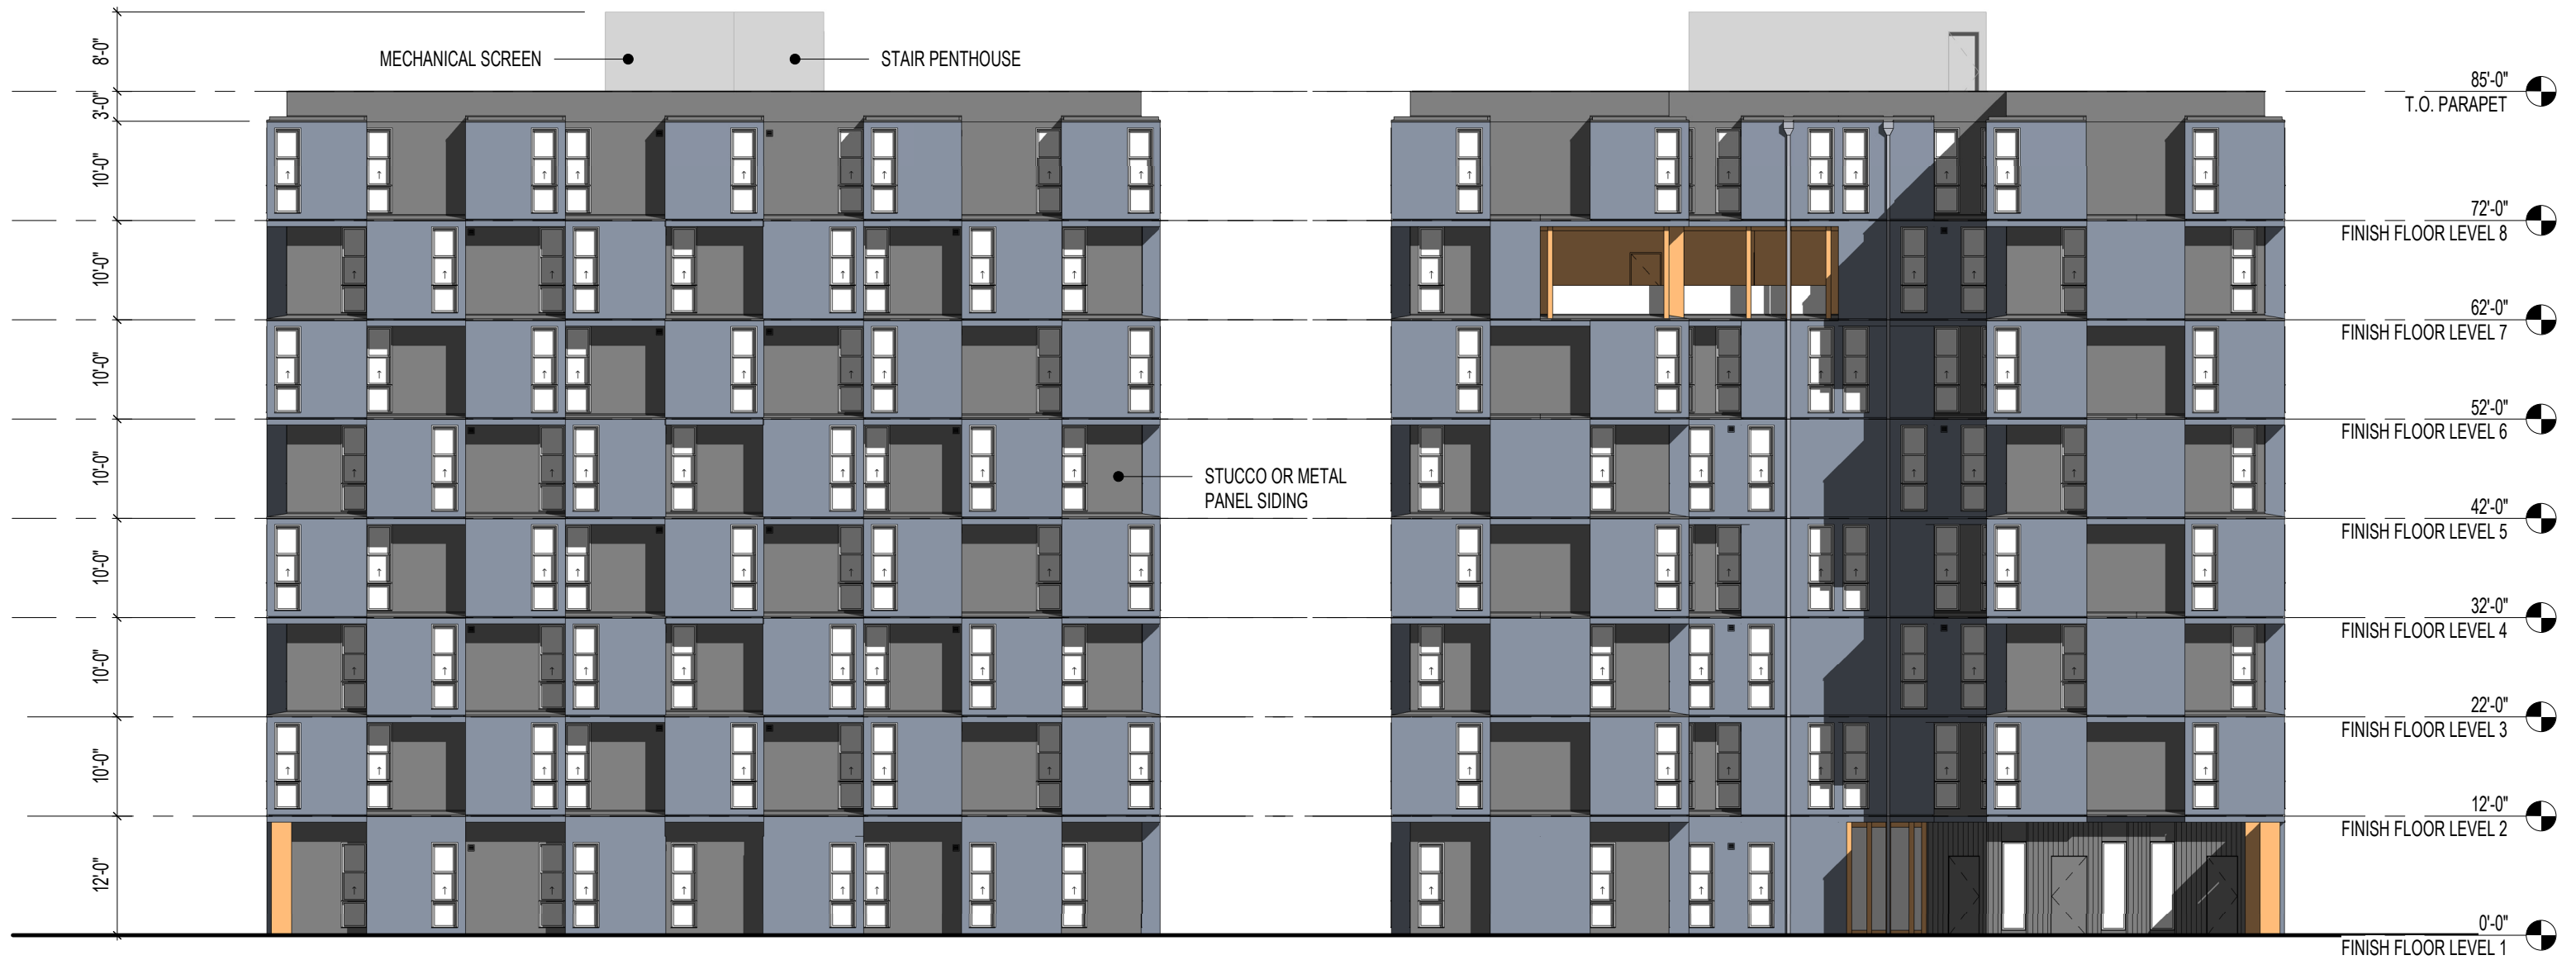 8'-0"
3'-0"
10'-0"
10'-0"
10'-0"
10'-0"
10'-0"
10'-0"
10'-0"
12'-0"
MECHANICAL SCREEN
STAIR PENTHOUSE
STUCCO OR METAL
PANEL SIDING
85'-0"
T.O. PARAPET
72'-0"
FINISH FLOOR LEVEL 8
62'-0"
FINISH FLOOR LEVEL 7
52'-0"
FINISH FLOOR LEVEL 6
42'-0"
FINISH FLOOR LEVEL 5
32'-0"
FINISH FLOOR LEVEL 4
22'-0"
FINISH FLOOR LEVEL 3
12'-0"
FINISH FLOOR LEVEL 2
0'-0"
FINISH FLOOR LEVEL 1